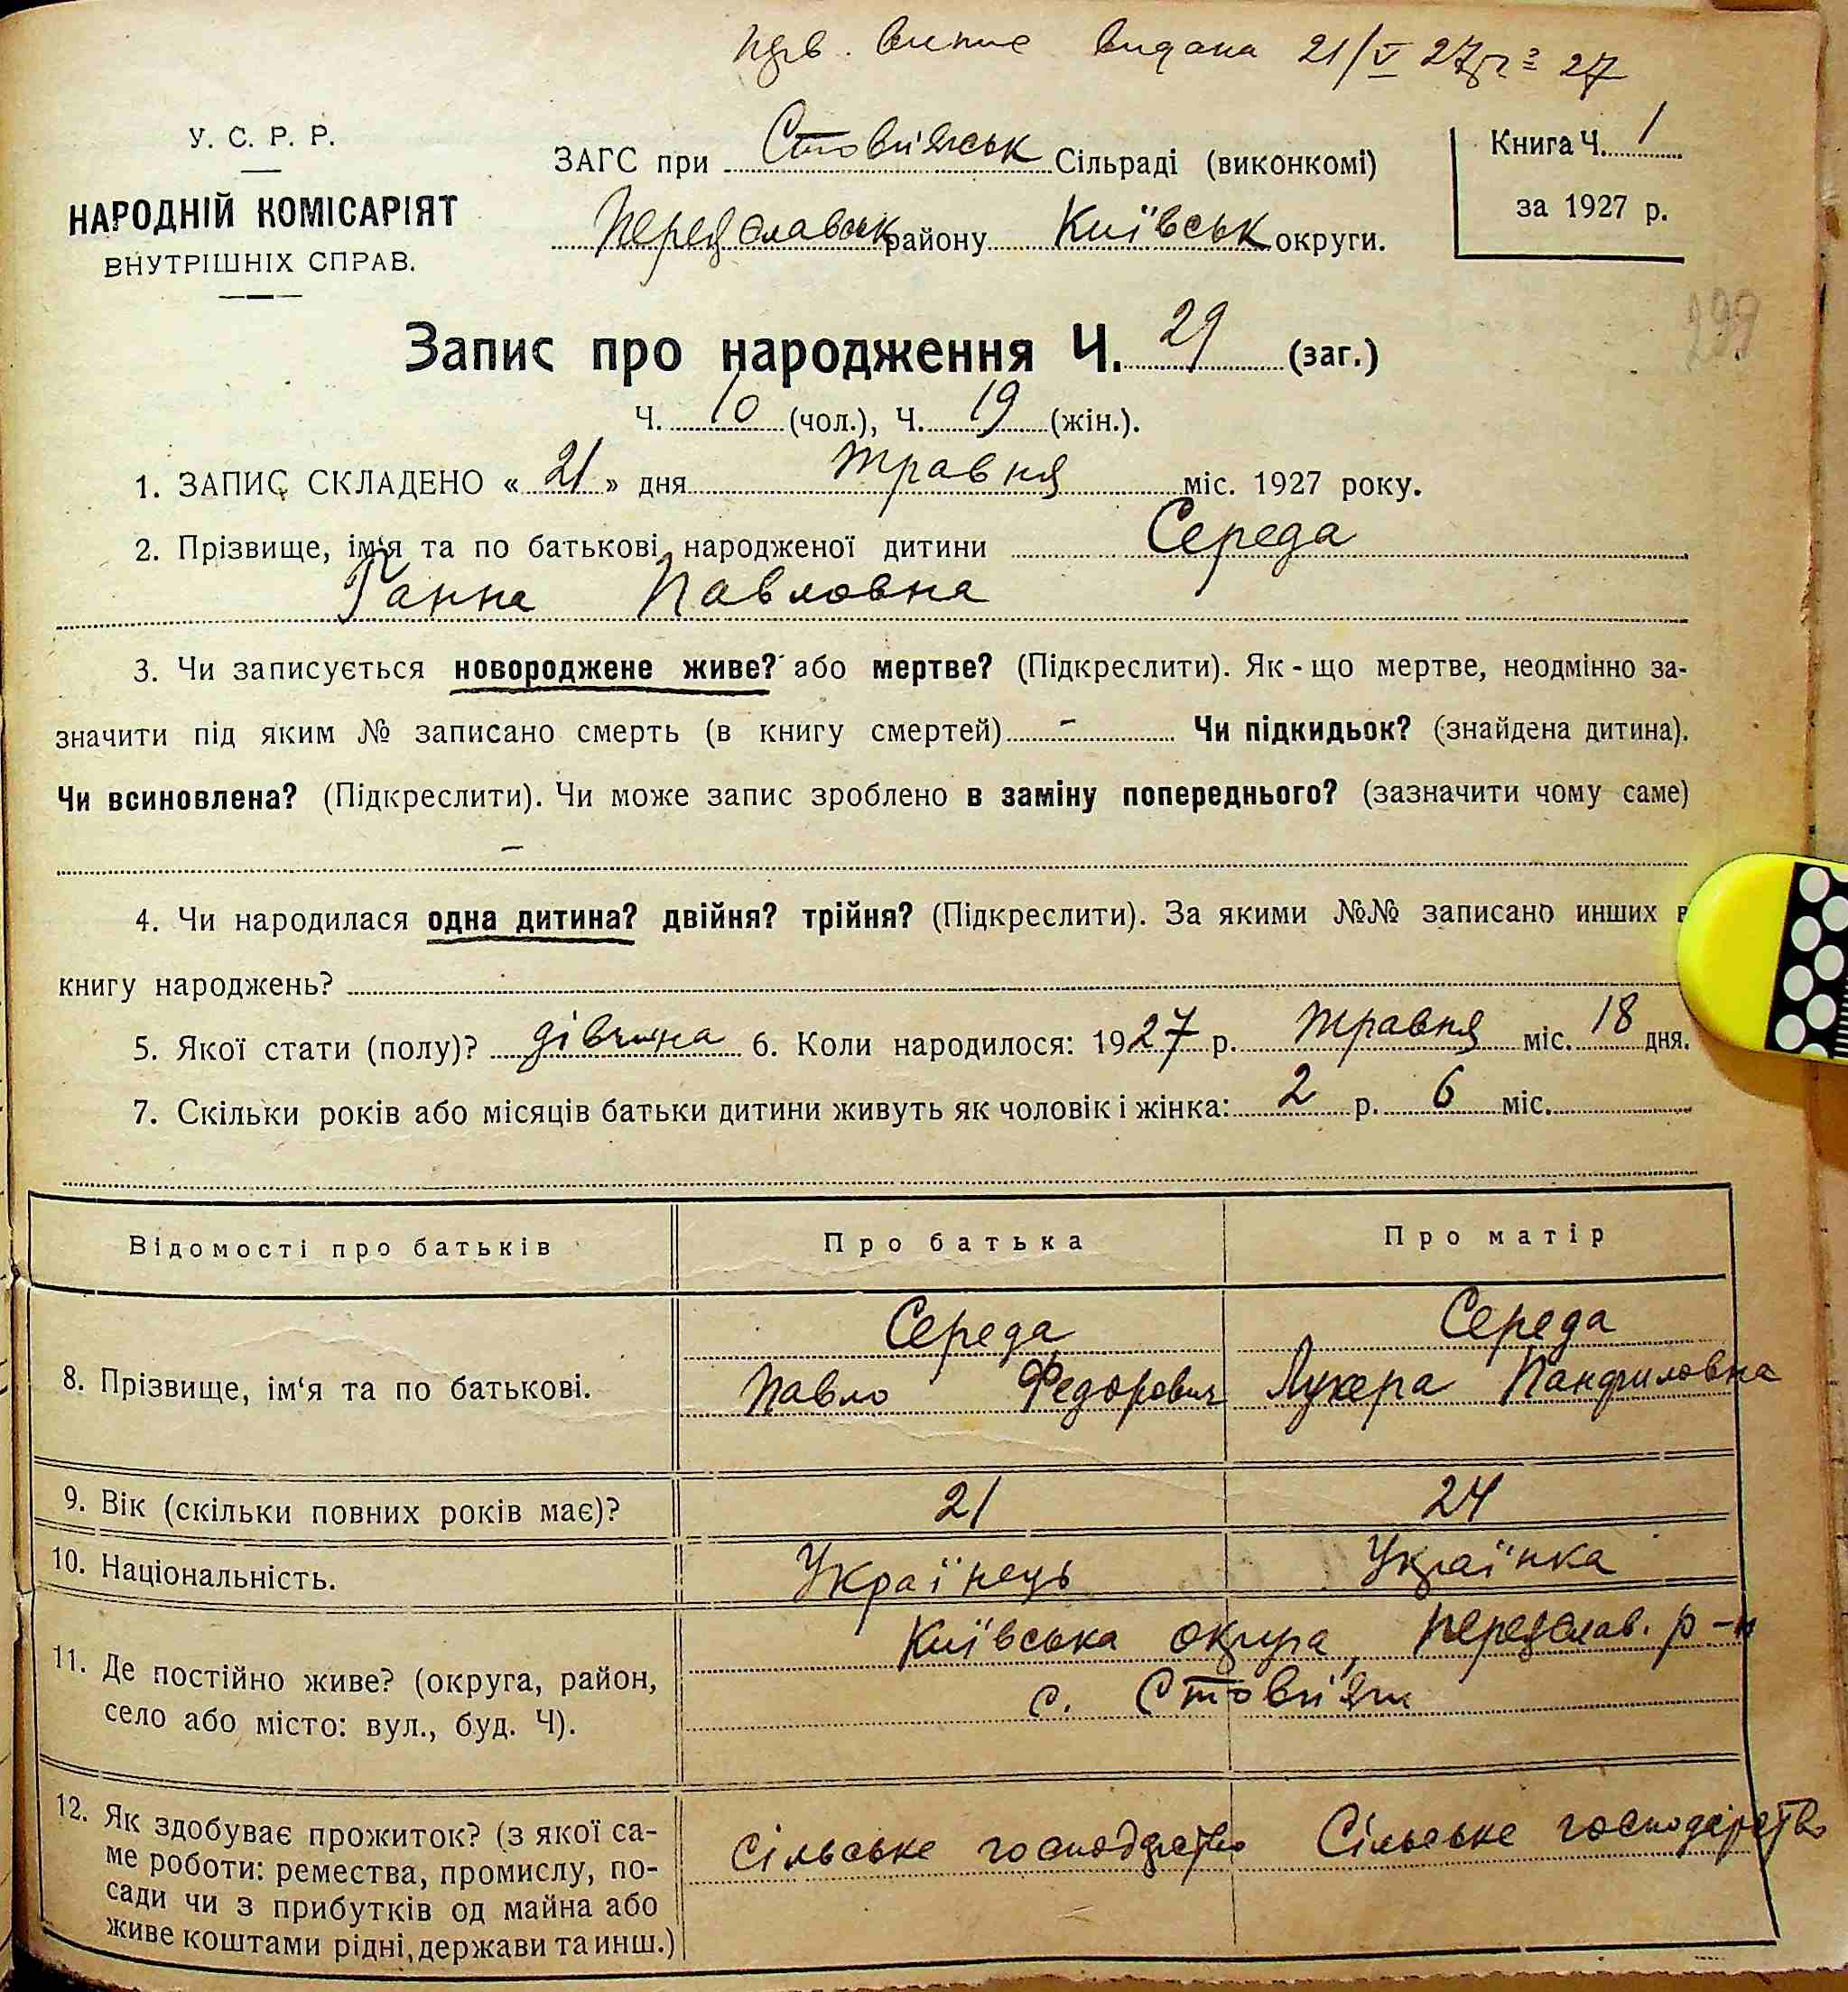 випис видана 21/V 27р № 27
У. С. Р. Р.
НАРОДНІЙ КОМІСАРІЯТ
ВНУТРІШНІХ СПРАВ.
ЗАГС при Стовп'язськ Сільраді (виконкомі)
Переяславськ району Київськ округи.
Книга Ч. 1
за 1927 р.
299
Запис про народження Ч. 29 (заг.)
Ч. 10 (чол.), Ч. 19 (жін.).
1. ЗАПИС СКЛАДЕНО «21» дня травня міс. 1927 року.
2. Прізвище, ім'я та по батькові народженої дитини Середа
Ганна Павловна
3. Чи записується новороджене живе? або мертве? (Підкреслити). Як-що мертве, неодмінно за-
значити під яким № записано смерть (в книгу смертей) - Чи підкидьок? (знайдена дитина).
Чи всиновлена? (Підкреслити). Чи може запис зроблено в заміну попереднього? (зазначити чому саме)
-
4. Чи народилася одна дитина? двійня? трійня? (Підкреслити). За якими №№ записано инших в
книгу народжень?
5. Якої стати (полу)? дівчина 6. Коли народилося: 1927 р. травня міс. 18 дня.
7. Скільки років або місяців батьки дитини живуть як чоловік і жінка: 2 р. 6 міс.
Відомості про батьків Про батька Про матір
8. Прізвище, ім'я та по батькові.
Середа
Павло Федорович
Середа
Лукера Панфиловна
9. Вік (скільки повних років має)? 21 24
10. Національність. Українець Українка
11. Де постійно живе? (округа, район,
село або місто: вул., буд. Ч).
Київська округа, Переяслав. р-н
с. Стовп'яги
12. Як здобуває прожиток? (з якої са-
ме роботи: ремества, промислу, по-
сади чи з прибутків од майна або
живе коштами рідні, держави та инш.)
Сільське господарство Сільське господарство